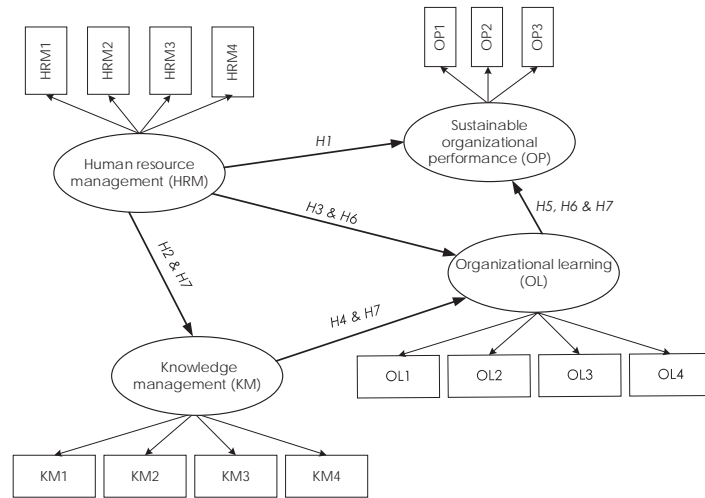 HRM1
HRM2
HRM3
HRM4
OP1
OP2
OP3
Human resource
management (HRM)
H1
Sustainable
organizational
performance (OP)
H3 & H6
H5, H6 & H7
H2 & H7
Organizational learning
(OL)
H4 & H7
Knowledge
management (KM)
OL1
OL2
OL3
OL4
KM1
KM2
KM3
KM4